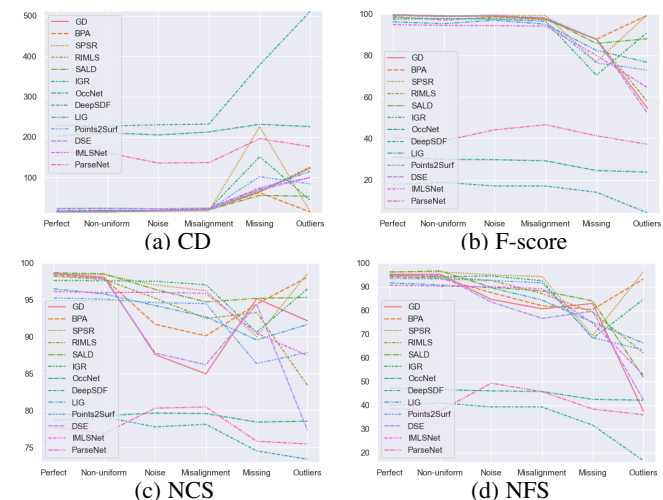 500
400
300
200
100
GD
BPA
SPSR
RIMLS
SALD
IGR
OccNet
DeepSDF
LIG
Points2Surf
DSE
IMLSNet
ParseNet
Perfect Non-uniform Noise Misalignment Missing Outliers
(a) CD
100
80
60
40
20
GD
BPA
SPSR
RIMLS
SALD
IGR
OccNet
DeepSDF
LIG
Points2Surf
DSE
IMLSNet
ParseNet
Perfect Non-uniform Noise Misalignment Missing Outliers
(b) F-score
100
95
90
85
80
75
GD
BPA
SPSR
RIMLS
SALD
IGR
OccNet
DeepSDF
LIG
Points2Surf
DSE
IMLSNet
ParseNet
Perfect Non-uniform Noise Misalignment Missing Outliers
(c) NCS
100
90
80
70
60
50
40
30
20
GD
BPA
SPSR
RIMLS
SALD
IGR
OccNet
DeepSDF
LIG
Points2Surf
DSE
IMLSNet
ParseNet
Perfect Non-uniform Noise Misalignment Missing Outliers
(d) NFS